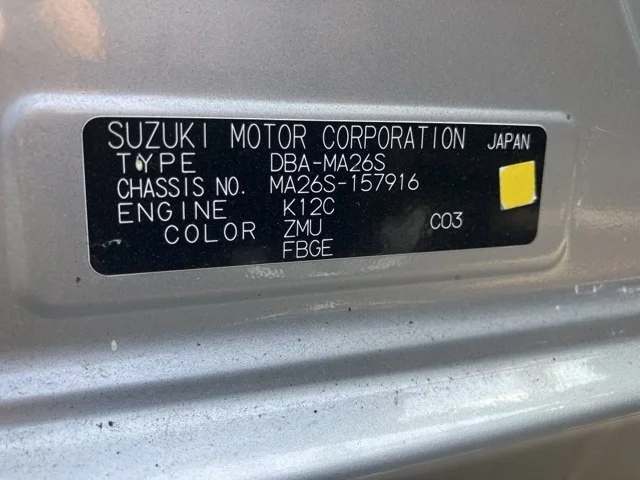 SUZUKI MOTOR CORPORATION JAPAN
TYPE DBA-MA26S
CHASSIS NO. MA26S-157916
ENGINE K12C
COLOR ZMU C03
FBGE